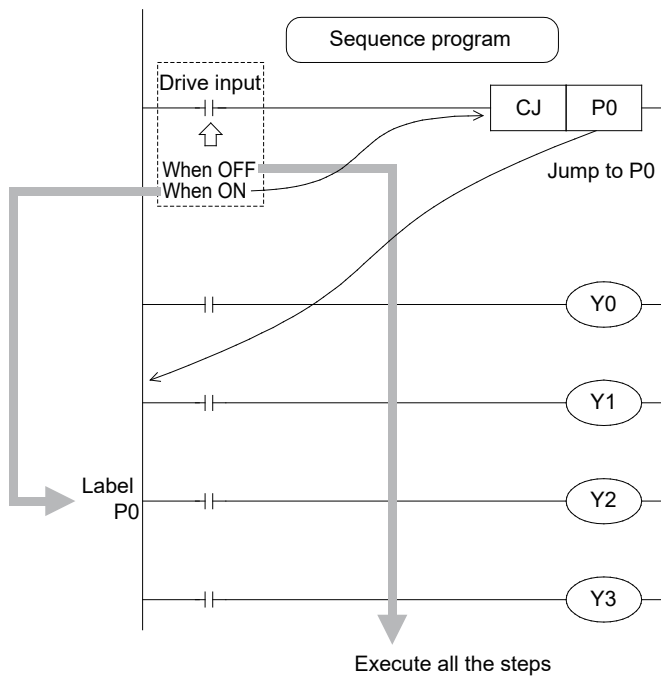 Sequence program
Drive input
CJ P0
When OFF
When ON
Jump to P0
Y0
Y1
Label
P0
Y2
Y3
Execute all the steps